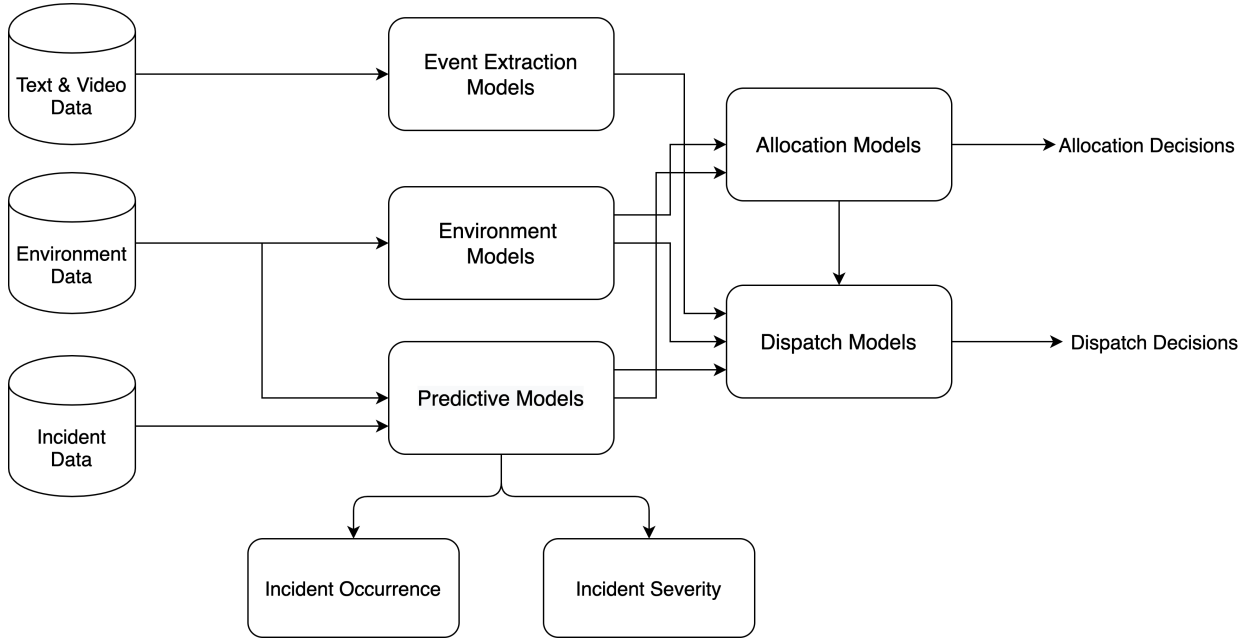 Text & Video
Data
Event Extraction
Models
Allocation Models
Allocation Decisions
Environment
Data
Environment
Models
Dispatch Models
Dispatch Decisions
Incident
Data
Predictive Models
Incident Occurrence
Incident Severity